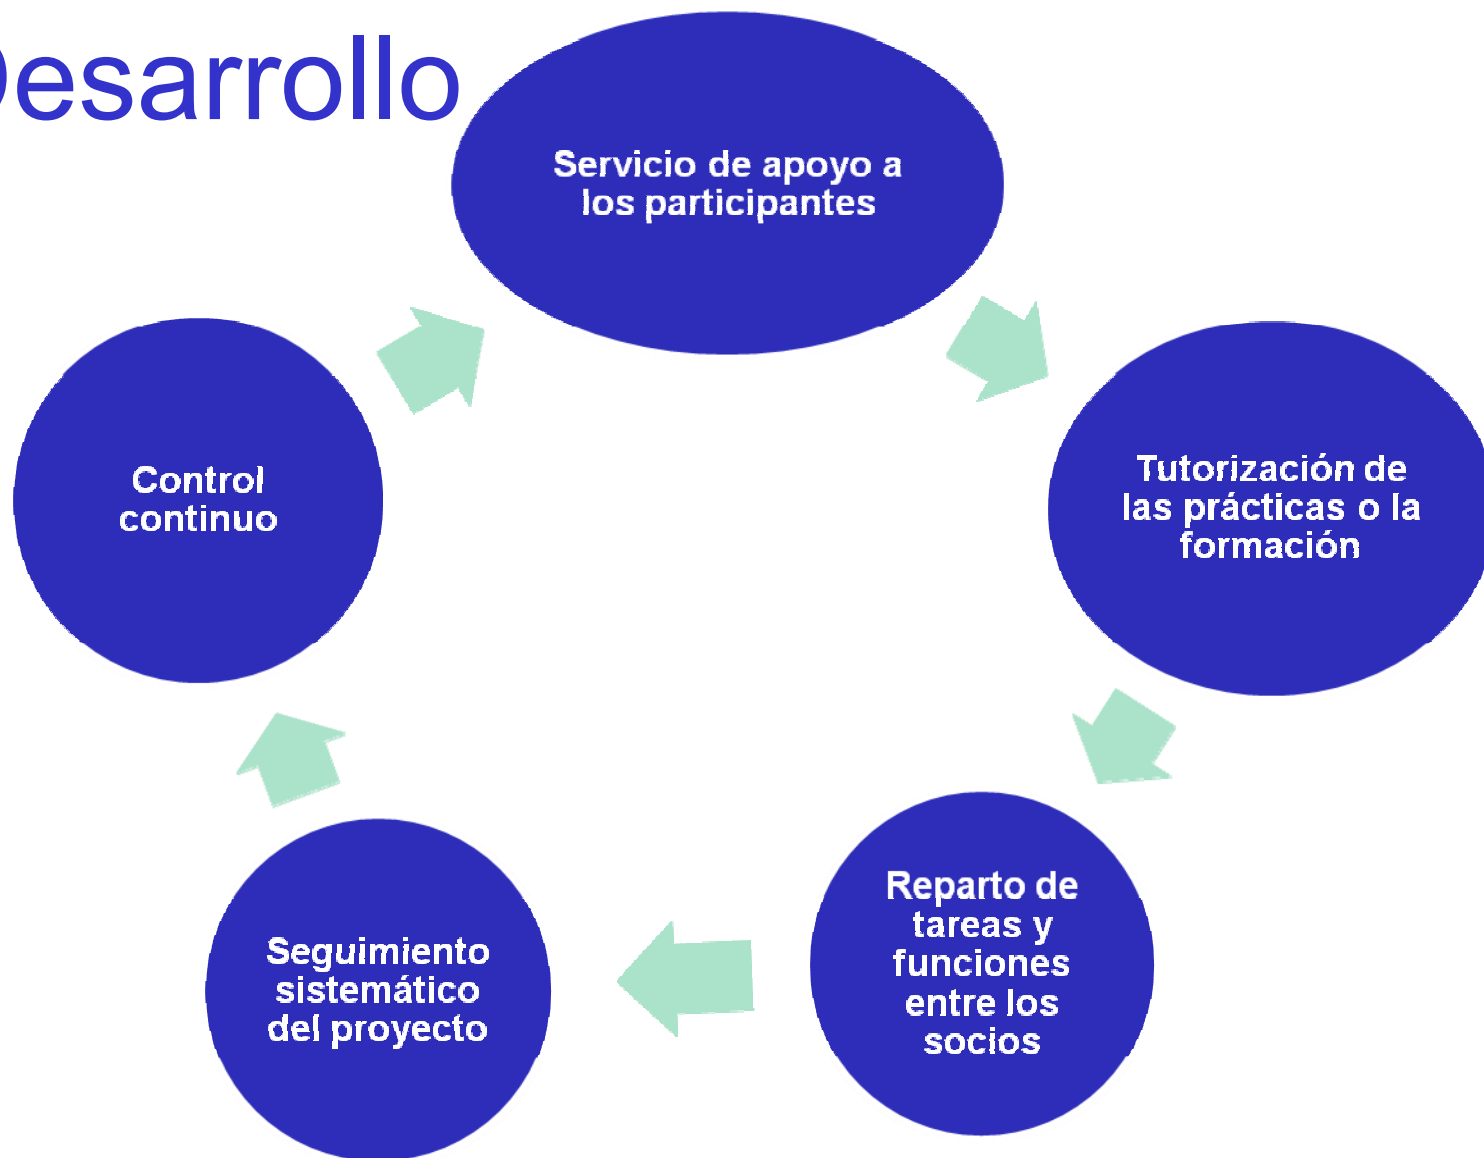 Desarrollo
Servicio de apoyo a
los participantes
Tutorización de
las prácticas o la
formación
Reparto de
tareas y
funciones
entre los
socios
Seguimiento
sistemático
del proyecto
Control
continuo